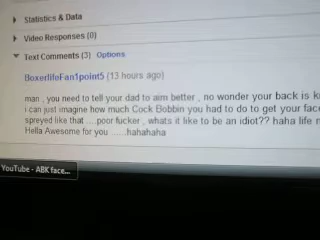 Statistics & Data
Video Responses (0)
Text Comments (3) Options
BoxerlifeFan1point5 (13 hours ago)
man , you need to tell your dad to aim better , no wonder your back is k
i can just imagine how much Cock Bobbin you had to do to get your face
spreyed like that ....poor fucker , whats it like to be an idiot?? haha life m
Hella Awesome for you ......hahahaha
YouTube - ABK face...